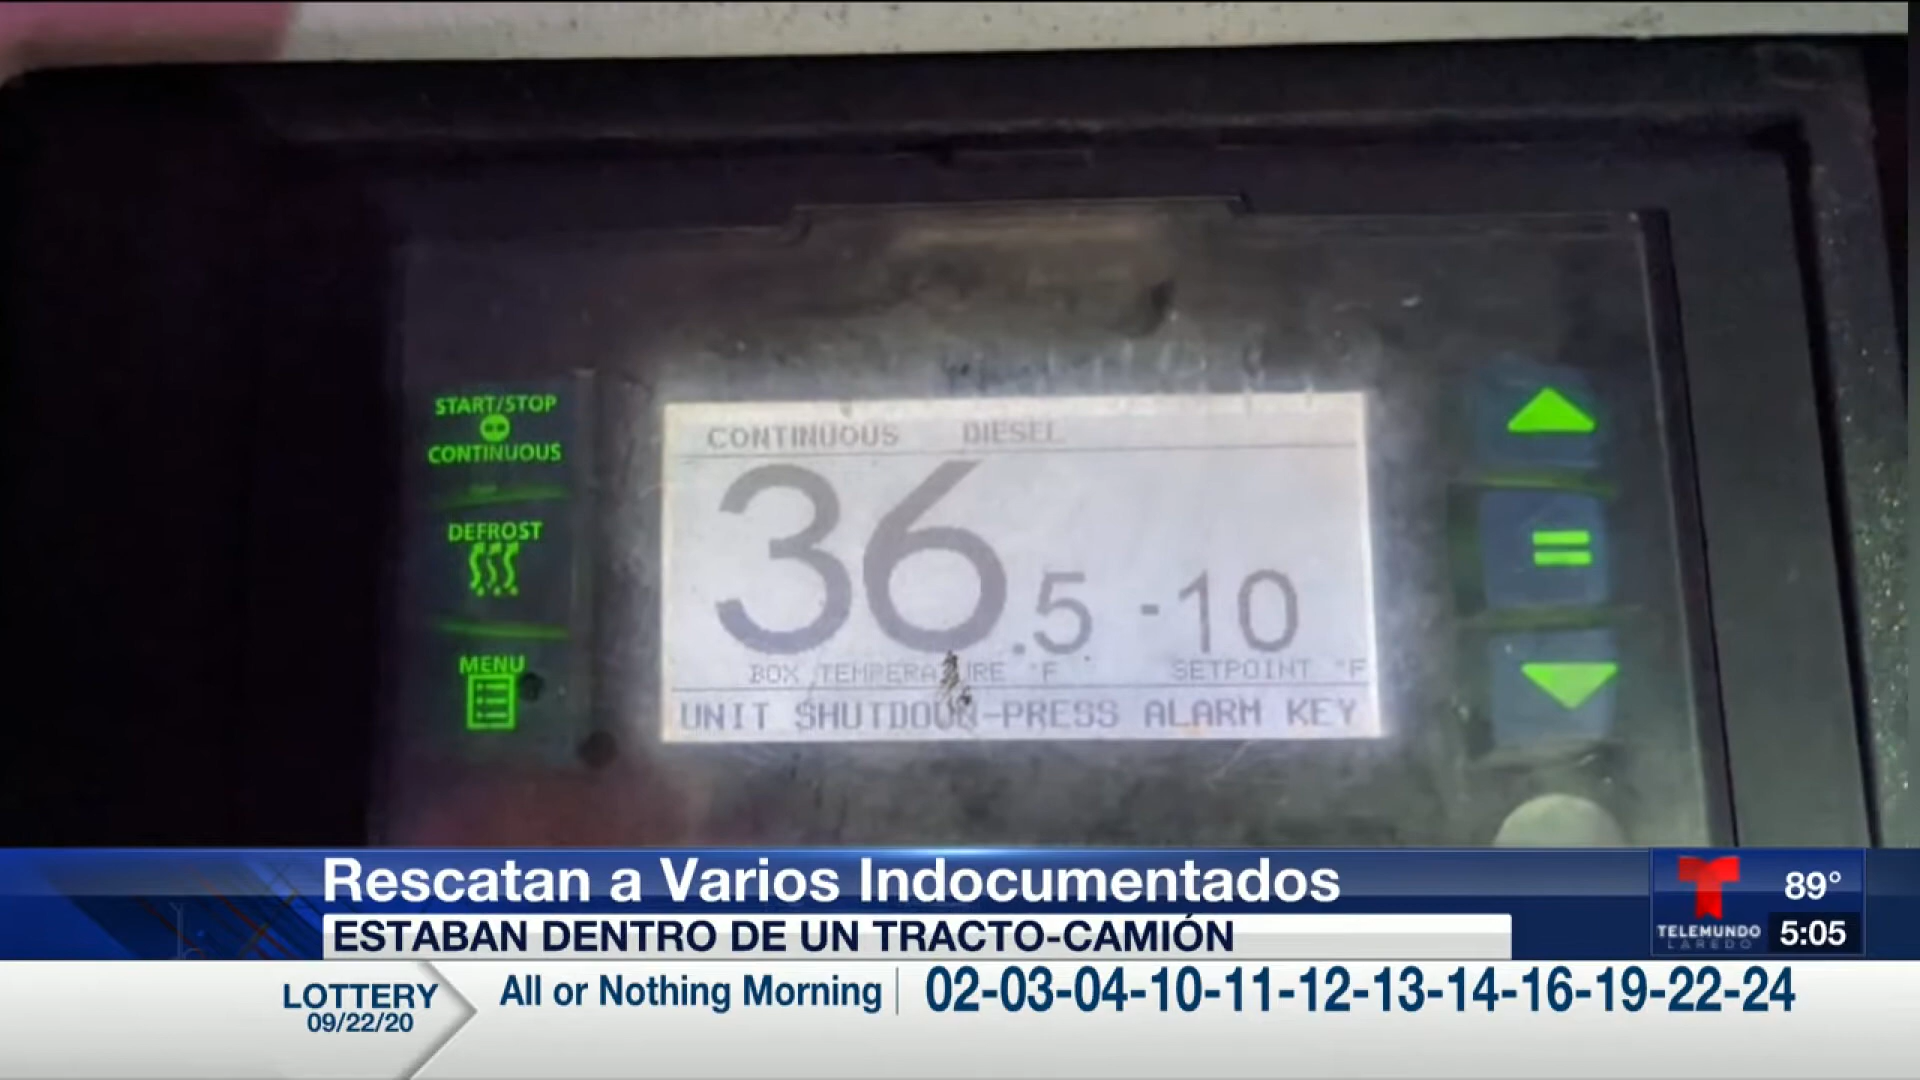 START/STOP
CONTINUOUS
DEFROST
MENU
CONTINUOUS DIESEL
36.5 -10
BOX TEMPERATURE °F SETPOINT °F
UNIT SHUTDOWN-PRESS ALARM KEY
Rescatan a Varios Indocumentados
ESTABAN DENTRO DE UN TRACTO-CAMIÓN
89°
TELEMUNDO
LAREDO
5:05
LOTTERY
09/22/20
All or Nothing Morning
02-03-04-10-11-12-13-14-16-19-22-24